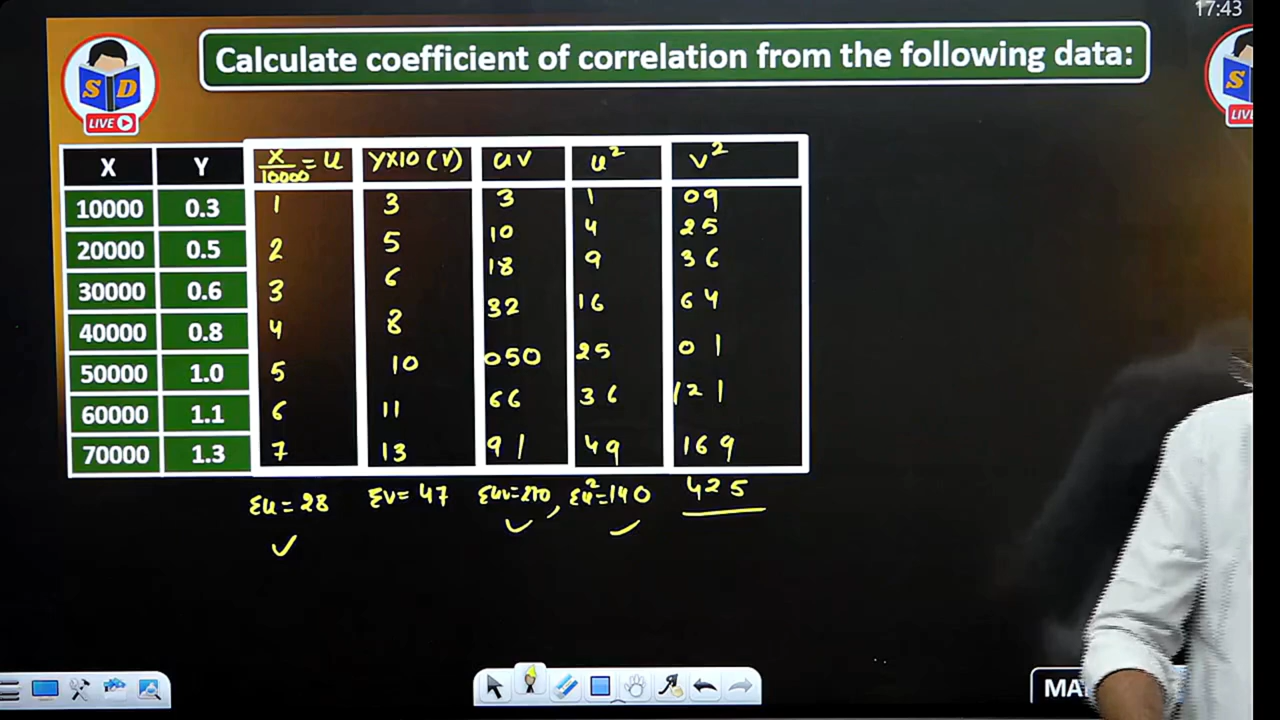 17:43
Calculate coefficient of correlation from the following data:
S D
LIVE
S
LIV
X Y X/10000 = u Y×10 (v) uv u² v²
10000 0.3 1 3 3 1 09
20000 0.5 2 5 10 4 25
30000 0.6 3 6 18 9 36
40000 0.8 4 8 32 16 64
50000 1.0 5 10 050 25 0 1
60000 1.1 6 11 66 36 121
70000 1.3 7 13 91 49 169
Σu = 28 Σv = 47 Σuv = 270, Σu² = 140 425
MA